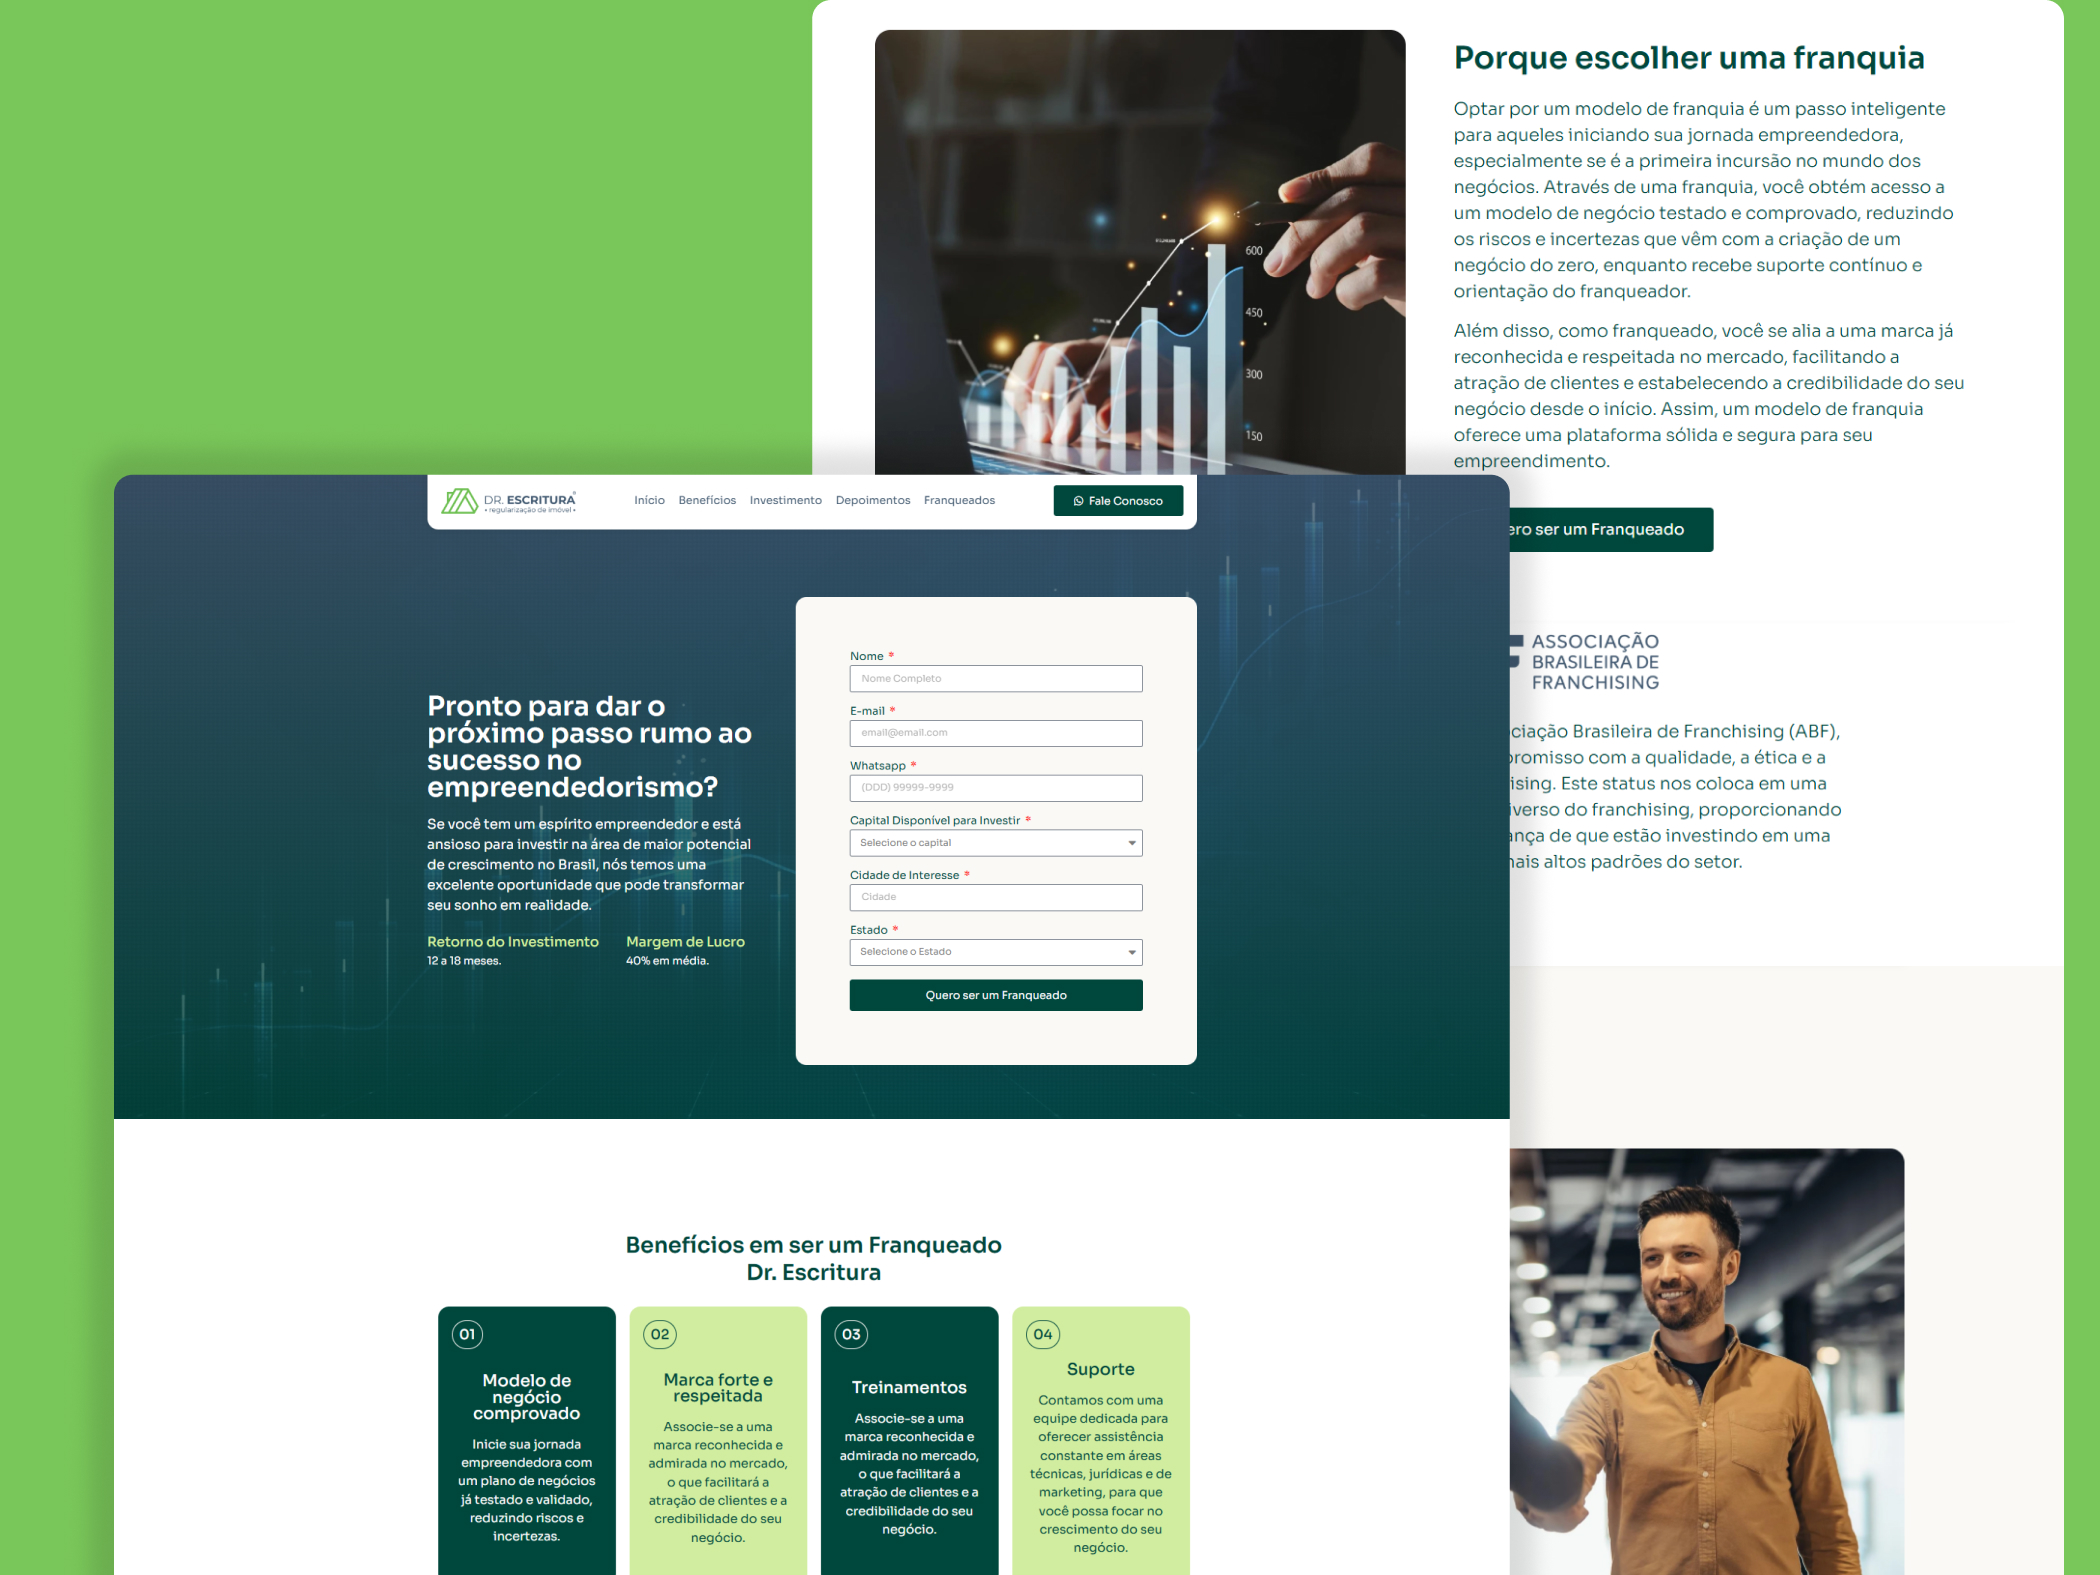 Porque escolher uma franquia
Optar por um modelo de franquia é um passo inteligente
para aqueles iniciando sua jornada empreendedora,
especialmente se é a primeira incursão no mundo dos
negócios. Através de uma franquia, você obtém acesso a
um modelo de negócio testado e comprovado, reduzindo
os riscos e incertezas que vêm com a criação de um
negócio do zero, enquanto recebe suporte contínuo e
orientação do franqueador.
Além disso, como franqueado, você se alia a uma marca já
reconhecida e respeitada no mercado, facilitando a
atração de clientes e estabelecendo a credibilidade do seu
negócio desde o início. Assim, um modelo de franquia
oferece uma plataforma sólida e segura para seu
empreendimento.
600
450
300
150
ser um Franqueado
ASSOCIAÇÃO
BRASILEIRA DE
FRANCHISING
Brasileira de Franchising (ABF),
com a qualidade, a ética e a
Este status nos coloca em uma
do franchising, proporcionando
de que estão investindo em uma
altos padrões do setor.
DR. ESCRITURA®
• regularização de imóvel •
Início Benefícios Investimento Depoimentos Franqueados
Fale Conosco
Pronto para dar o
próximo passo rumo ao
sucesso no
empreendedorismo?
Se você tem um espírito empreendedor e está
ansioso para investir na área de maior potencial
de crescimento no Brasil, nós temos uma
excelente oportunidade que pode transformar
seu sonho em realidade.
Retorno do Investimento
12 a 18 meses.
Margem de Lucro
40% em média.
Nome *
Nome Completo
E-mail *
email@email.com
Whatsapp *
(DDD) 99999-9999
Capital Disponível para Investir *
Selecione o capital
Cidade de Interesse *
Cidade
Estado *
Selecione o Estado
Quero ser um Franqueado
Benefícios em ser um Franqueado
Dr. Escritura
01
Modelo de
negócio
comprovado
Inicie sua jornada
empreendedora com
um plano de negócios
já testado e validado,
reduzindo riscos e
incertezas.
02
Marca forte e
respeitada
Associe-se a uma
marca reconhecida e
admirada no mercado,
o que facilitará a
atração de clientes e a
credibilidade do seu
negócio.
03
Treinamentos
Associe-se a uma
marca reconhecida e
admirada no mercado,
o que facilitará a
atração de clientes e a
credibilidade do seu
negócio.
04
Suporte
Contamos com uma
equipe dedicada para
oferecer assistência
constante em áreas
técnicas, jurídicas e de
marketing, para que
você possa focar no
crescimento do seu
negócio.